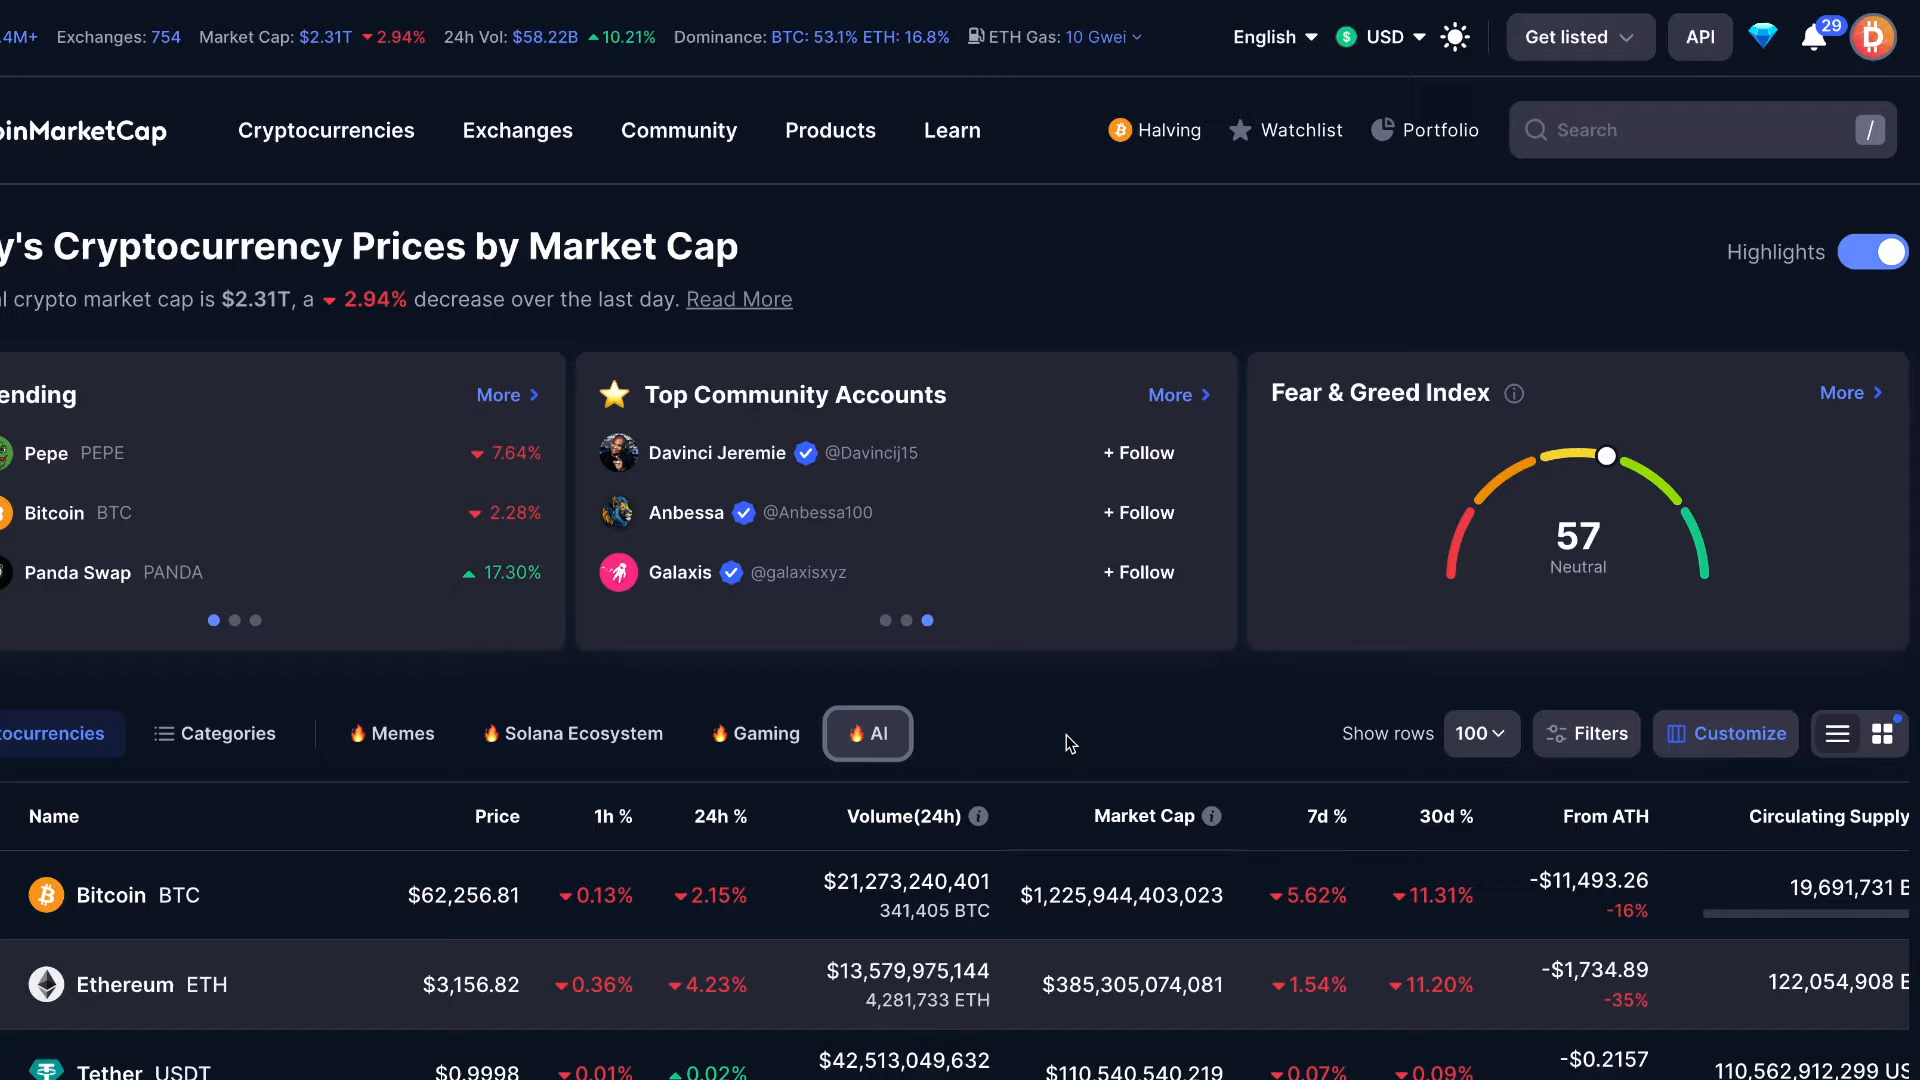 .4M+ Exchanges: 754 Market Cap: $2.31T 2.94% 24h Vol: $58.22B 10.21% Dominance: BTC: 53.1% ETH: 16.8% ETH Gas: 10 Gwei English USD Get listed API 29
oinMarketCap Cryptocurrencies Exchanges Community Products Learn Halving Watchlist Portfolio Search /
y's Cryptocurrency Prices by Market Cap
Highlights
l crypto market cap is $2.31T, a 2.94% decrease over the last day. Read More
ending More >
Pepe PEPE 7.64%
Bitcoin BTC 2.28%
Panda Swap PANDA 17.30%
Top Community Accounts More >
Davinci Jeremie @Davincij15 + Follow
Anbessa @Anbessa100 + Follow
Galaxis @galaxisxyz + Follow
Fear & Greed Index More >
57
Neutral
ocurrencies Categories Memes Solana Ecosystem Gaming AI Show rows 100 Filters Customize
Name Price 1h % 24h % Volume(24h) Market Cap 7d % 30d % From ATH Circulating Supply
Bitcoin BTC $62,256.81 0.13% 2.15% $21,273,240,401 $1,225,944,403,023 5.62% 11.31% -$11,493.26 19,691,731 B
341,405 BTC -16%
Ethereum ETH $3,156.82 0.36% 4.23% $13,579,975,144 $385,305,074,081 1.54% 11.20% -$1,734.89 122,054,908 E
4,281,733 ETH -35%
Tether USDT $0.9998 0.01% 0.02% $42,513,049,632 $110,540,540,219 0.07% 0.09% -$0.2157 110,562,912,299 US